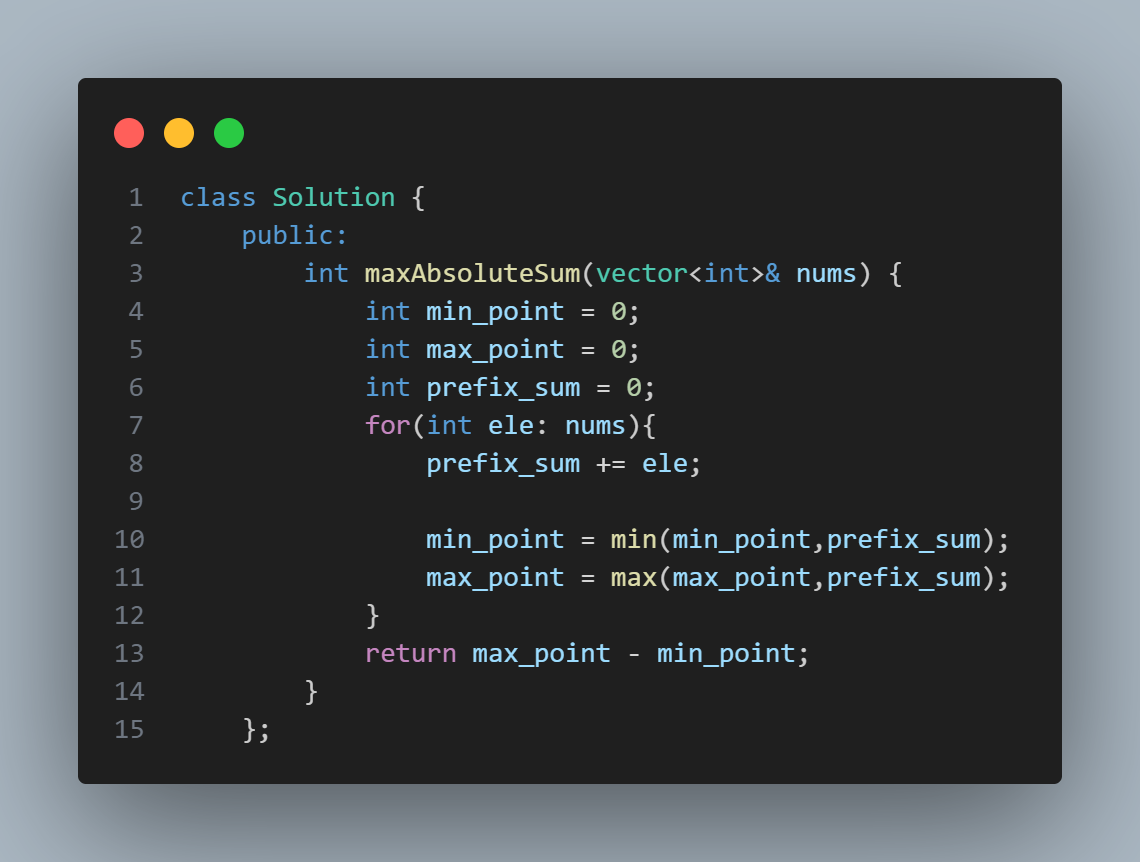 1 class Solution {
2     public:
3         int maxAbsoluteSum(vector<int>& nums) {
4             int min_point = 0;
5             int max_point = 0;
6             int prefix_sum = 0;
7             for(int ele: nums){
8                 prefix_sum += ele;
9
10                 min_point = min(min_point,prefix_sum);
11                 max_point = max(max_point,prefix_sum);
12             }
13             return max_point - min_point;
14         }
15     };